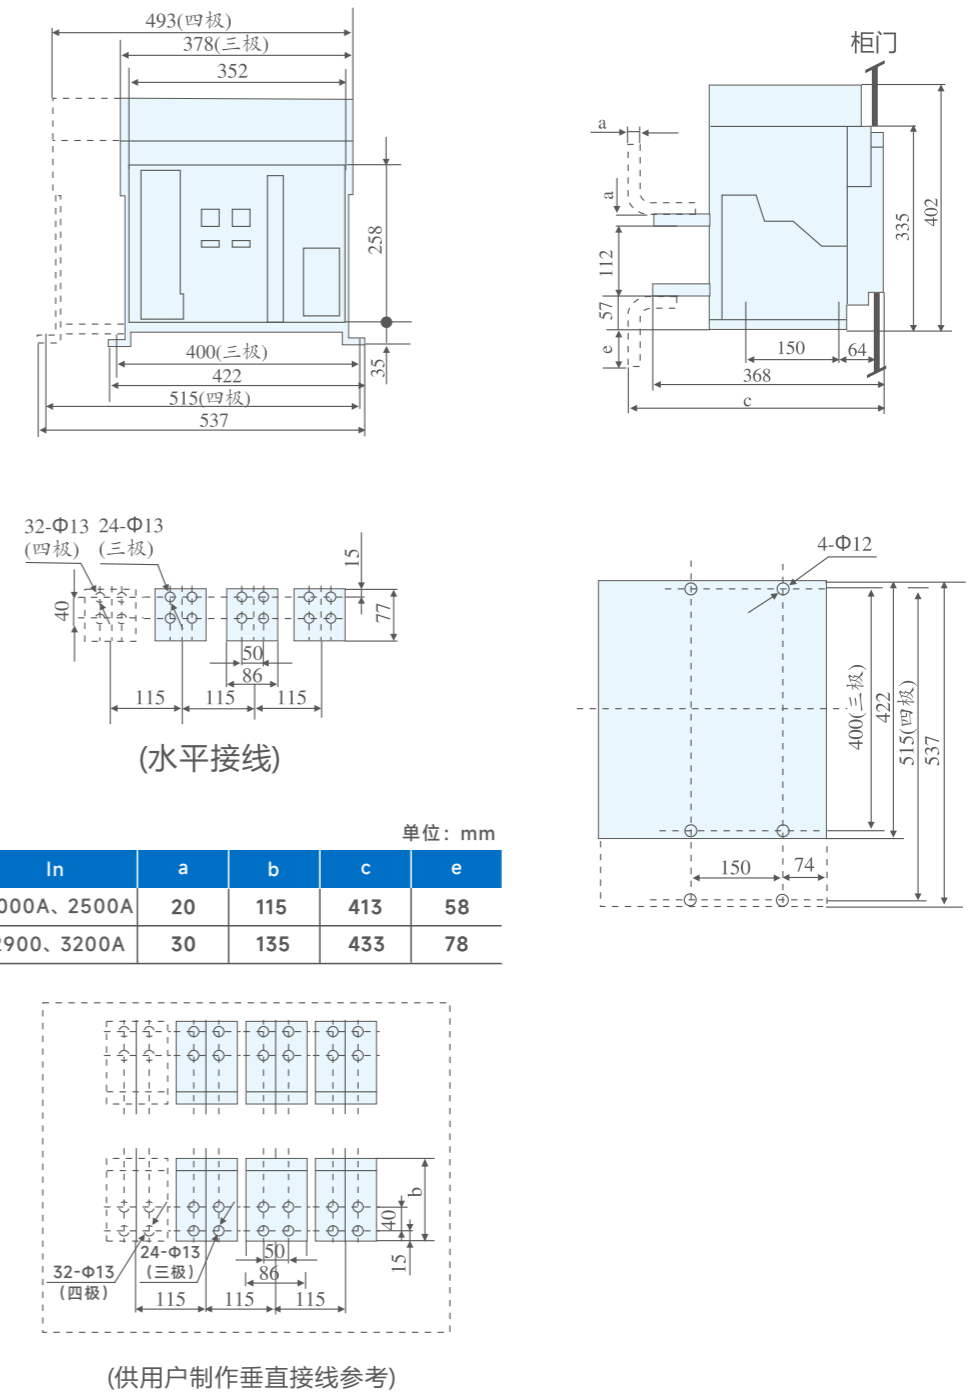 493(四极)
378(三极)
352
258
400(三极)
422
515(四极)
537
35
柜门
a
a
112
57
e
335
402
150
64
368
c
32-Φ13
(四极)
24-Φ13
(三极)
40
15
77
50
86
115
115
115
(水平接线)
4-Φ12
400(三极)
422
515(四极)
537
150
74
单位：mm
In a b c e
000A、2500A 20 115 413 58
2900、3200A 30 135 433 78
b
40
15
50
86
24-Φ13
(三极)
32-Φ13
(四极)
115
115
115
(供用户制作垂直接线参考)